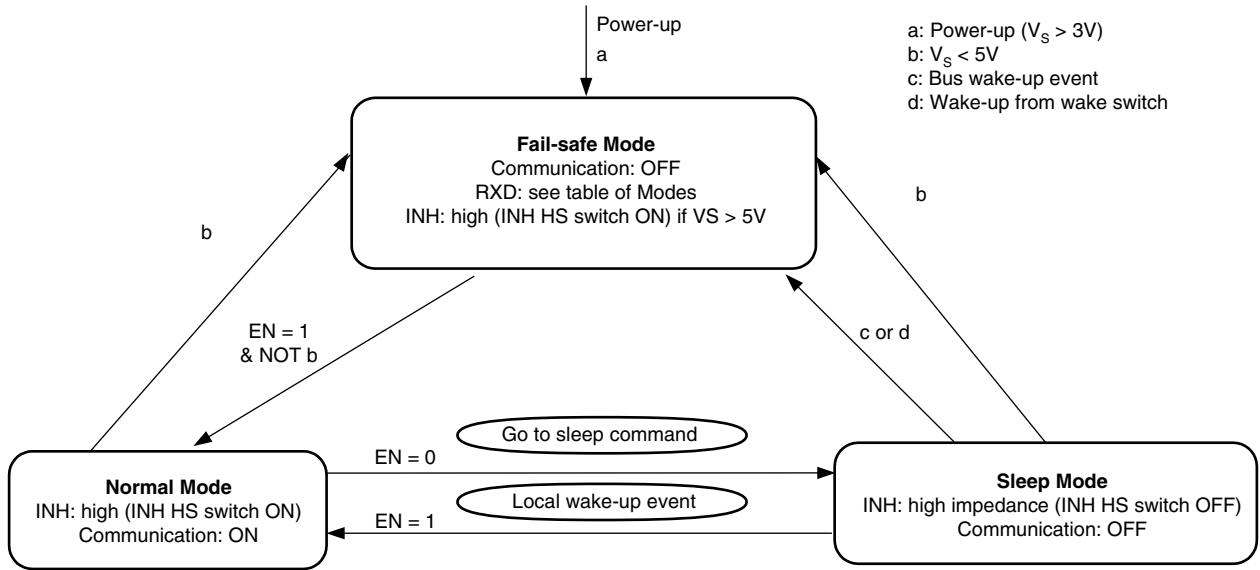 Power-up
a
a: Power-up (VS > 3V)
b: VS < 5V
c: Bus wake-up event
d: Wake-up from wake switch
Fail-safe Mode
Communication: OFF
RXD: see table of Modes
INH: high (INH HS switch ON) if VS > 5V
b
b
EN = 1
& NOT b
c or d
Go to sleep command
EN = 0
Local wake-up event
EN = 1
Normal Mode
INH: high (INH HS switch ON)
Communication: ON
Sleep Mode
INH: high impedance (INH HS switch OFF)
Communication: OFF